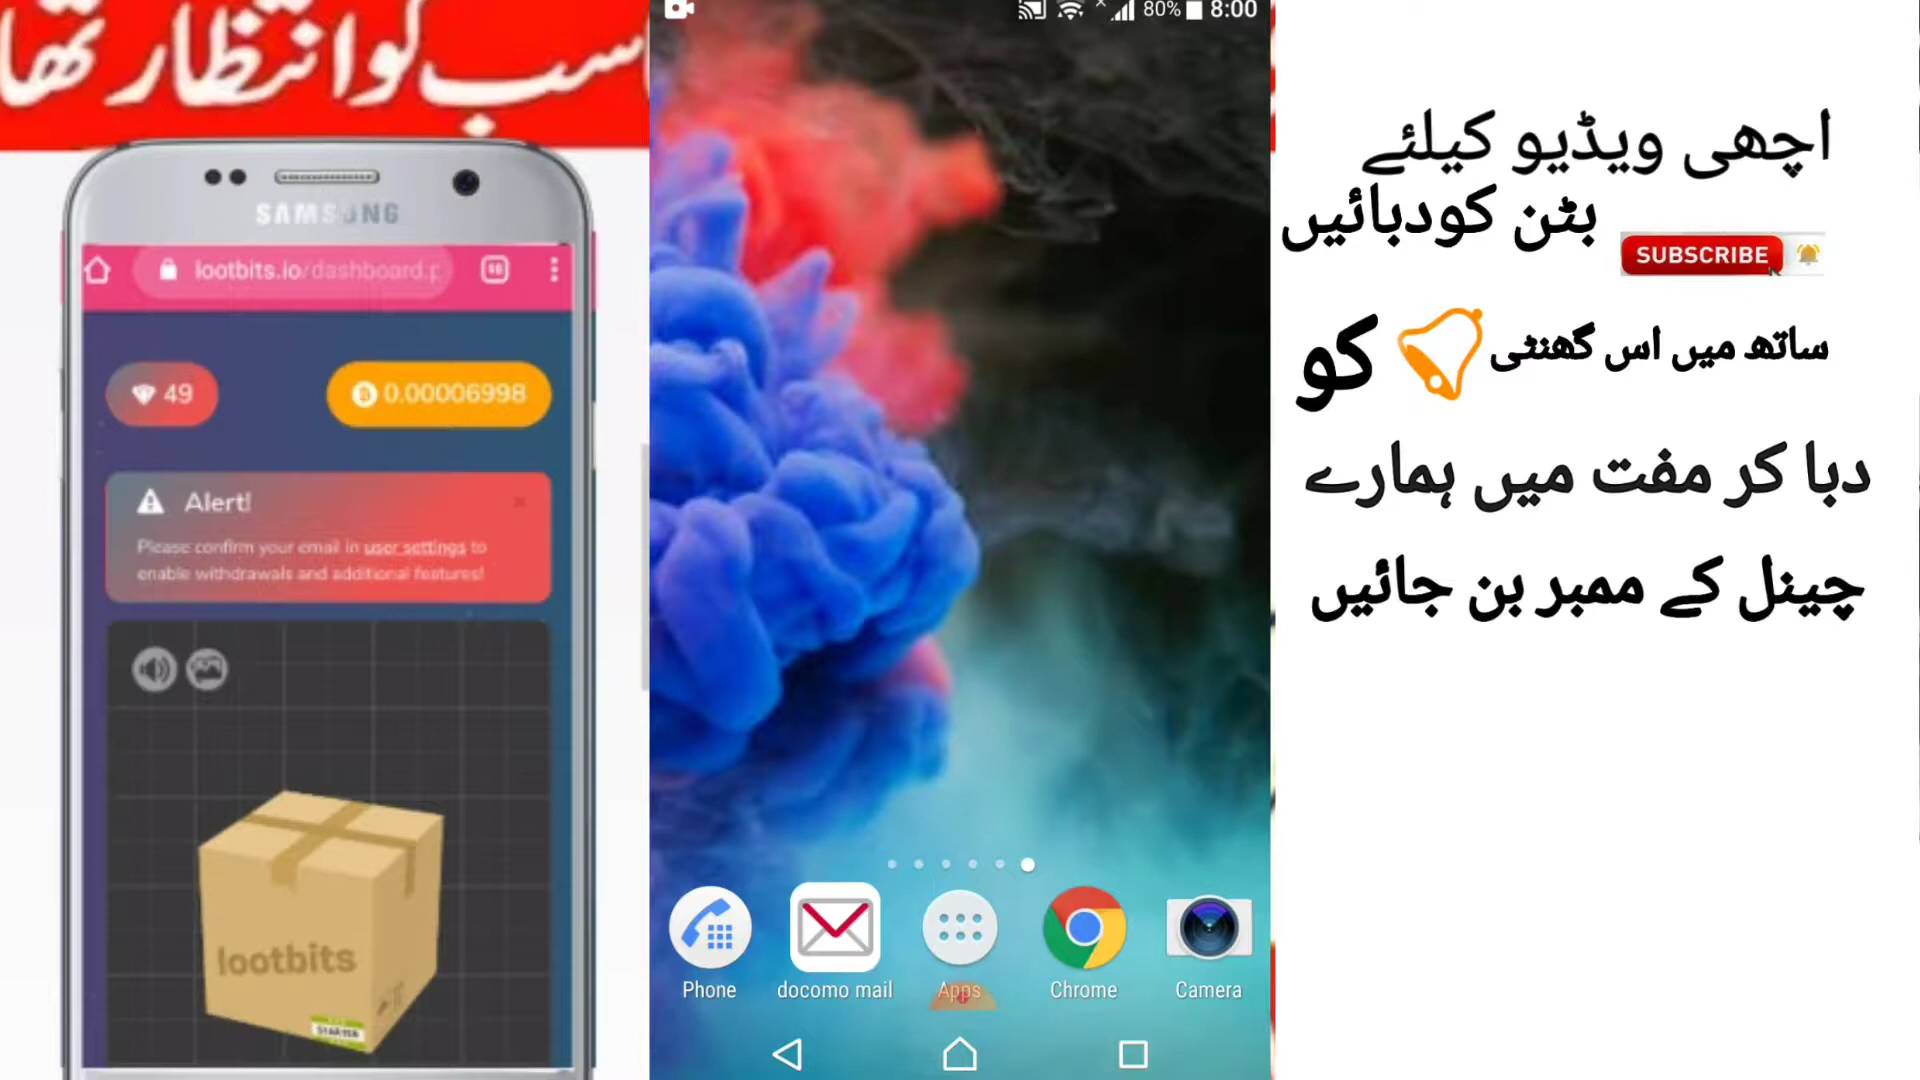 سب کو انتظار تھا
SAMSUNG
lootbits.io/dashboard.p
49
0.00006998
Alert!
Please confirm your email in user settings to
enable withdrawals and additional features!
lootbits
STARTER
80% 8:00
Phone
docomo mail
Apps
Chrome
Camera
اچھی ویڈیو کیلئے
بٹن کودبائیں
SUBSCRIBE
ساتھ میں اس گھنٹی
کو
دبا کر مفت میں ہمارے
چینل کے ممبر بن جائیں